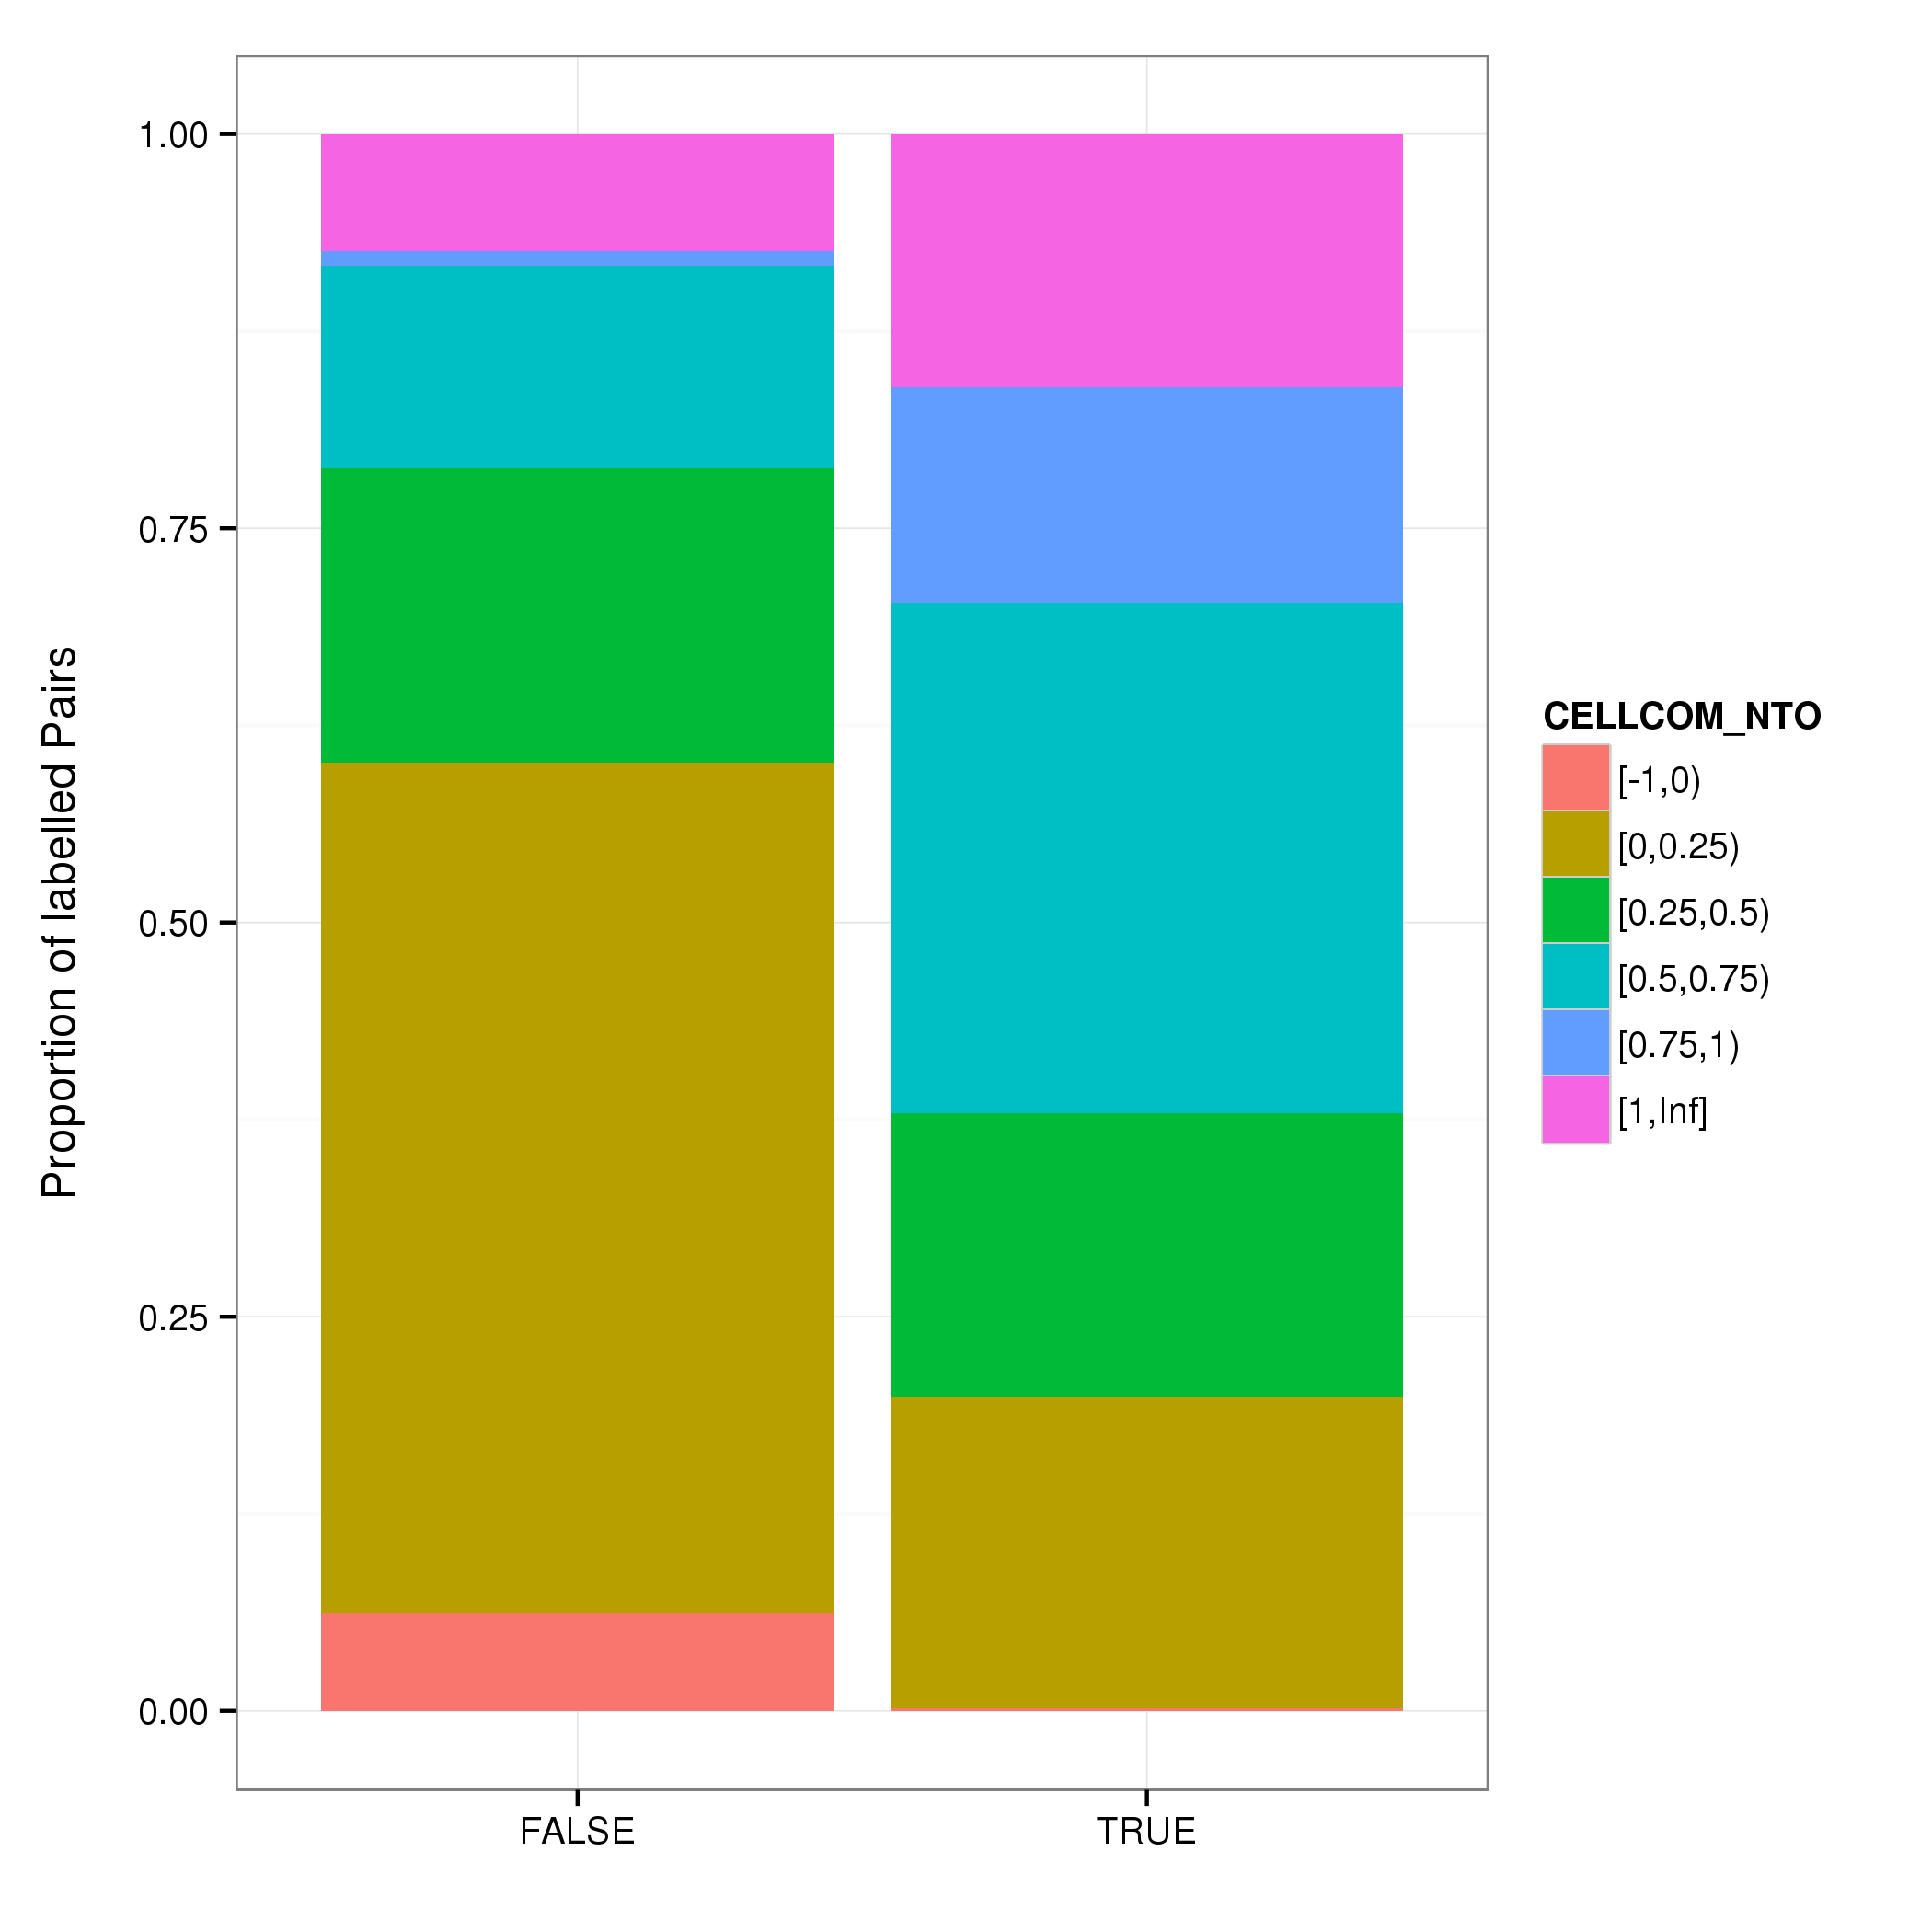 1.00
0.75
0.50
0.25
0.00
Proportion of labelled Pairs
FALSE
TRUE
CELLCOM_NTO
[-1,0)
[0,0.25)
[0.25,0.5)
[0.5,0.75)
[0.75,1)
[1,Inf]